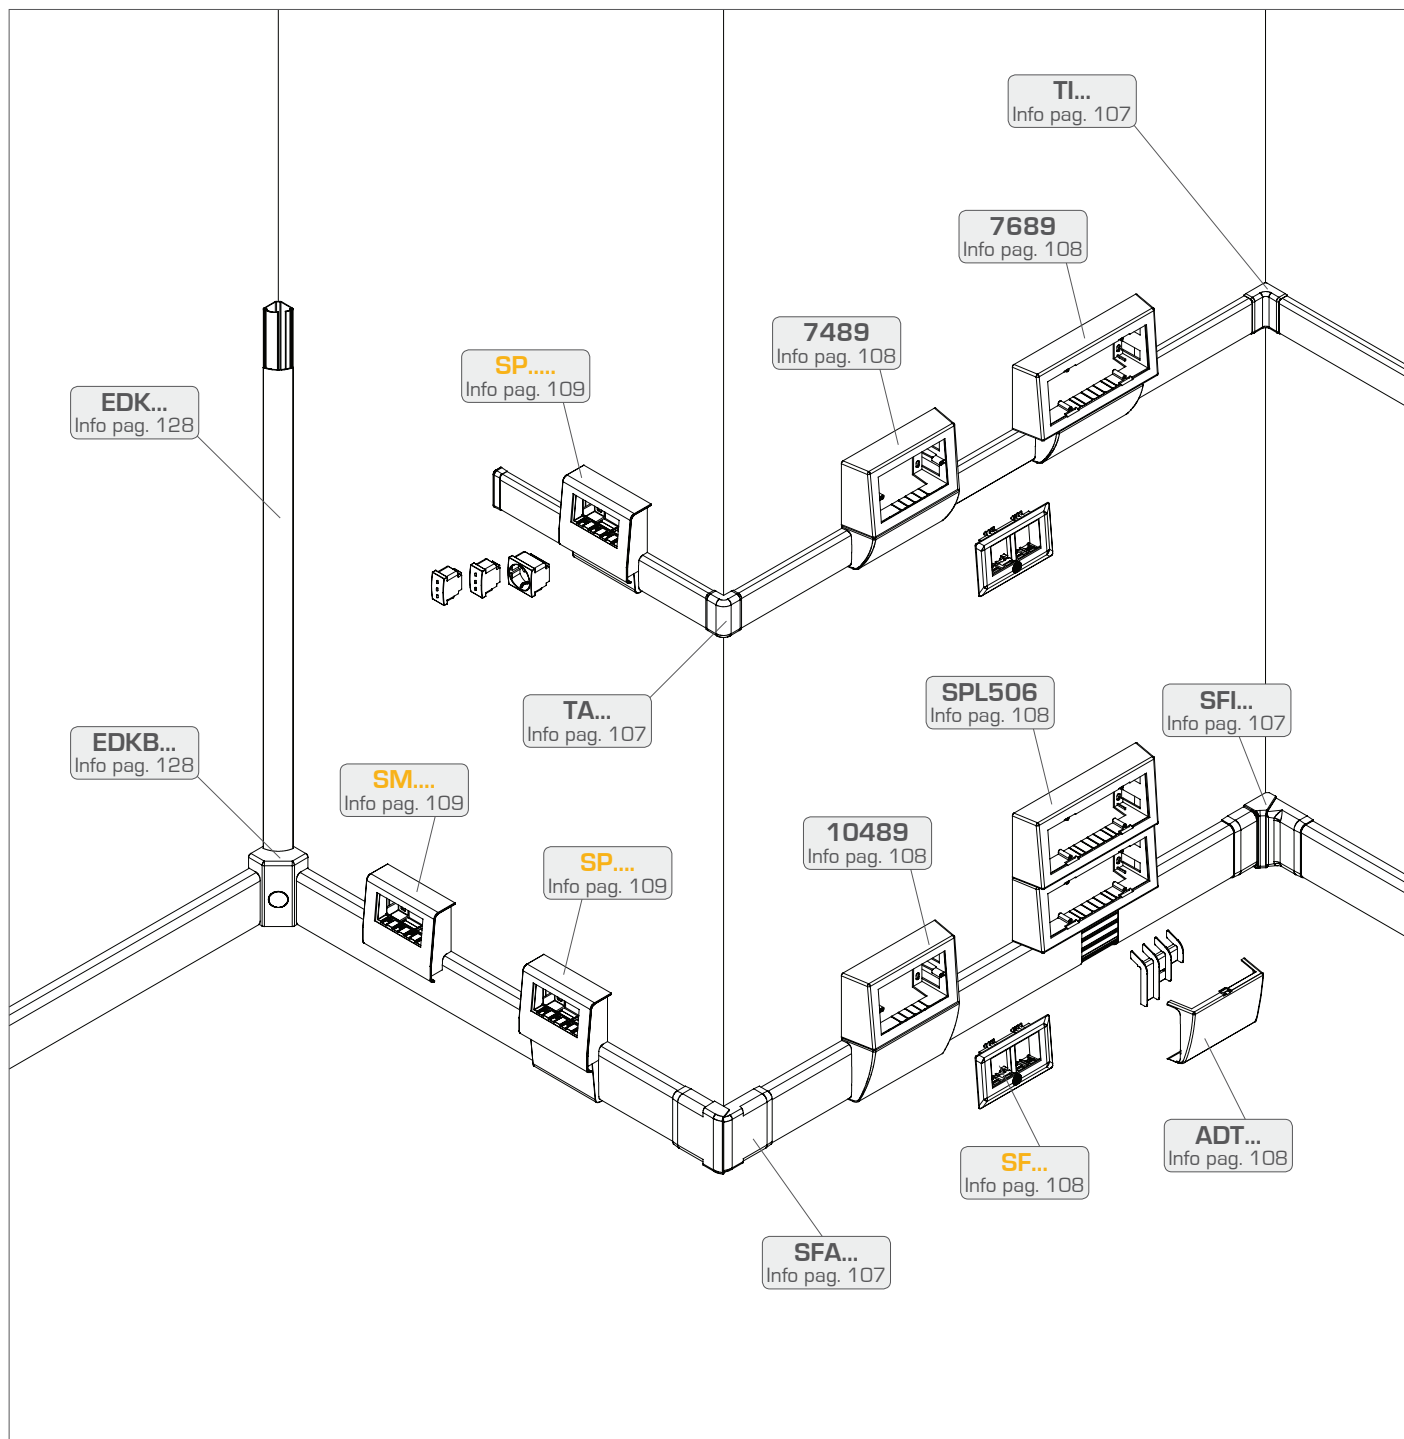 TI...
Info pag. 107
7689
Info pag. 108
7489
Info pag. 108
SP.....
Info pag. 109
EDK...
Info pag. 128
TA...
Info pag. 107
SPL506
Info pag. 108
SFI...
Info pag. 107
EDKB...
Info pag. 128
SM....
Info pag. 109
10489
Info pag. 108
SP....
Info pag. 109
ADT...
Info pag. 108
SF...
Info pag. 108
SFA...
Info pag. 107